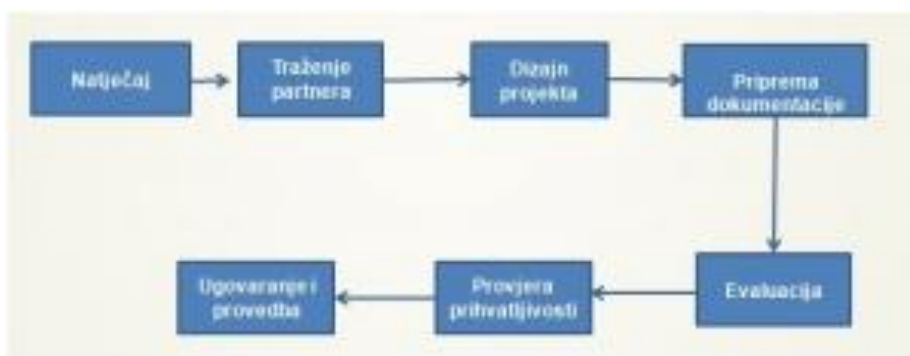 Natječaj
Traženje
partnera
Dizajn
projekta
Priprema
dokumentacije
Evaluacija
Provjera
prihvatljivosti
Ugovaranje i
provedba